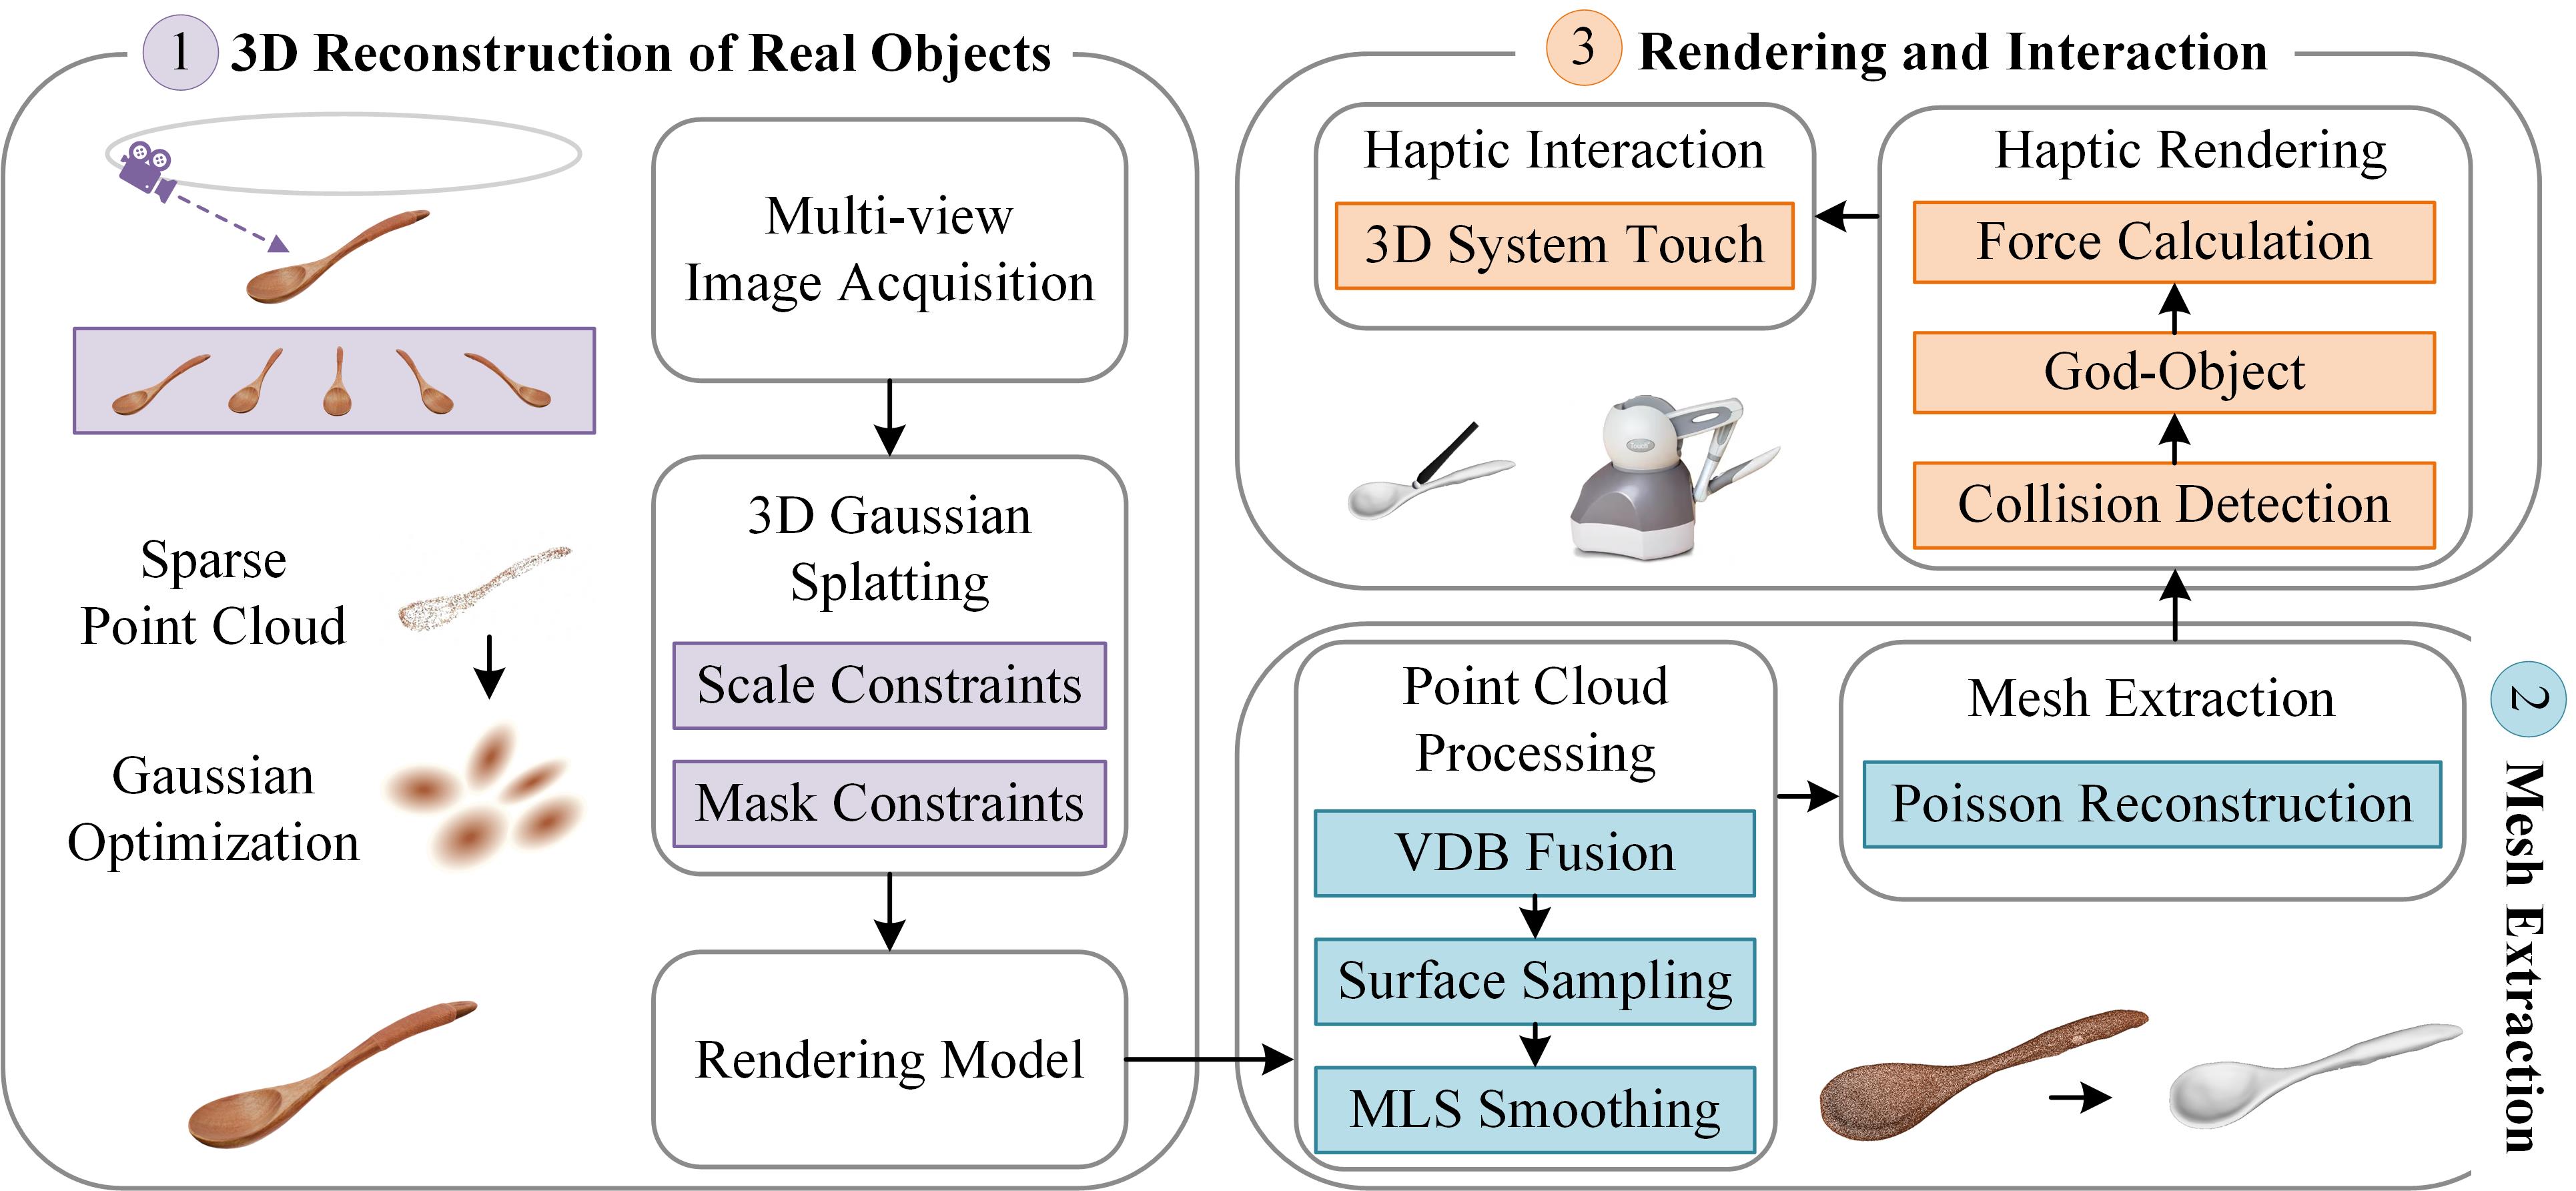 1
3D Reconstruction of Real Objects
Multi-view
Image Acquisition
3D Gaussian
Splatting
Scale Constraints
Mask Constraints
Sparse
Point Cloud
Gaussian
Optimization
Rendering Model
2
Mesh Extraction
Point Cloud
Processing
VDB Fusion
Surface Sampling
MLS Smoothing
Mesh Extraction
Poisson Reconstruction
3
Rendering and Interaction
Haptic Rendering
Force Calculation
God-Object
Collision Detection
Haptic Interaction
3D System Touch